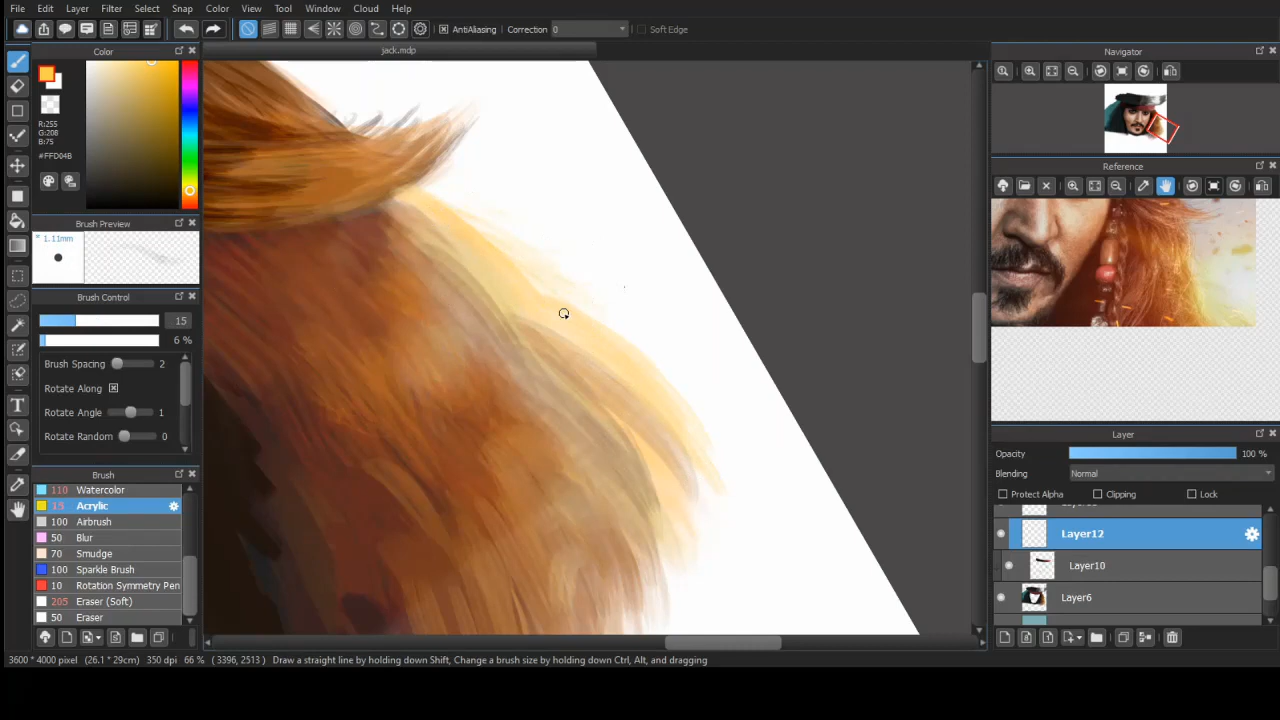 File Edit Layer Filter Select Snap Color View Tool Window Cloud Help
AntiAliasing Correction 0 Soft Edge
Color
jack.mdp
Navigator
R:255
G:208
B:75
#FFD04B
Reference
Brush Preview
* 1.11mm
Brush Control
15
6 %
Brush Spacing 2
Rotate Along
Rotate Angle 1
Rotate Random 0
Layer
Opacity 100 %
Blending Normal
Protect Alpha Clipping Lock
Brush
110 Watercolor
15 Acrylic
100 Airbrush
50 Blur
70 Smudge
100 Sparkle Brush
10 Rotation Symmetry Pen
205 Eraser (Soft)
50 Eraser
Layer12
Layer10
Layer6
3600 * 4000 pixel (26.1 * 29cm) 350 dpi 66 % ( 3396, 2513 ) Draw a straight line by holding down Shift, Change a brush size by holding down Ctrl, Alt, and dragging